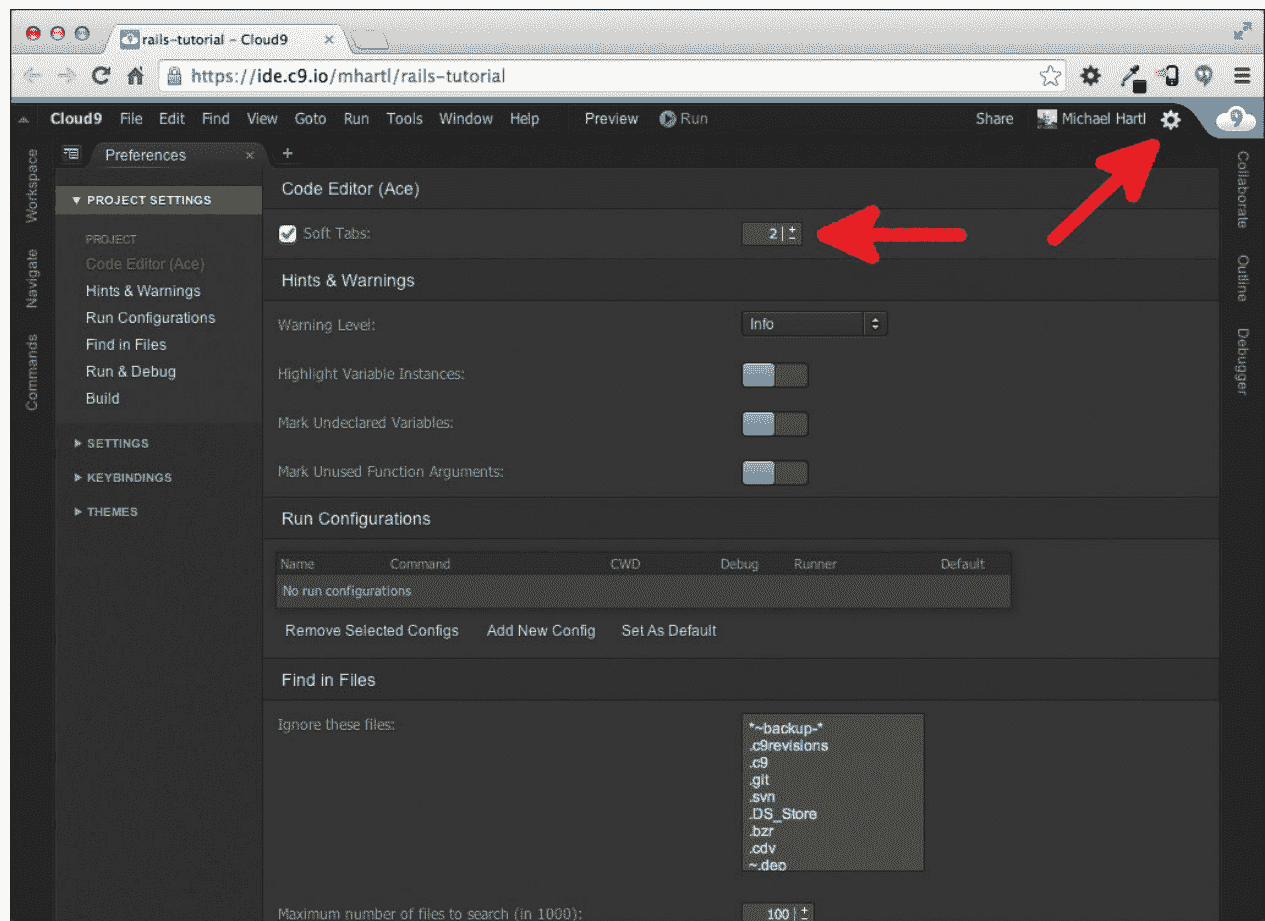 rails-tutorial - Cloud9
https://ide.c9.io/mhartl/rails-tutorial
Cloud9 File Edit Find View Goto Run Tools Window Help Preview Run Share Michael Hartl 9
Workspace
Navigate
Commands
Preferences
PROJECT SETTINGS
PROJECT
Code Editor (Ace)
Hints & Warnings
Run Configurations
Find in Files
Run & Debug
Build
SETTINGS
KEYBINDINGS
THEMES
Code Editor (Ace)
Soft Tabs: 2
Hints & Warnings
Warning Level: Info
Highlight Variable Instances:
Mark Undeclared Variables:
Mark Unused Function Arguments:
Run Configurations
Name Command CWD Debug Runner Default
No run configurations
Remove Selected Configs Add New Config Set As Default
Find in Files
Ignore these files:
*~backup-*
.c9revisions
.c9
.git
.svn
.DS_Store
.bzr
.cdv
~.dep
Maximum number of files to search (in 1000): 100
Collaborate
Outline
Debugger